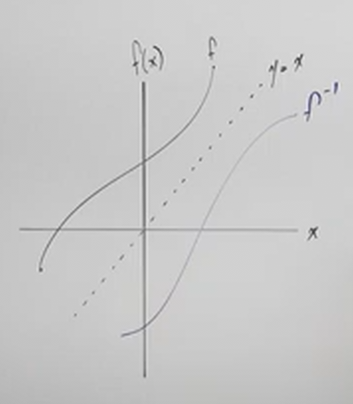 f(x)
f
y = x
f⁻¹
x